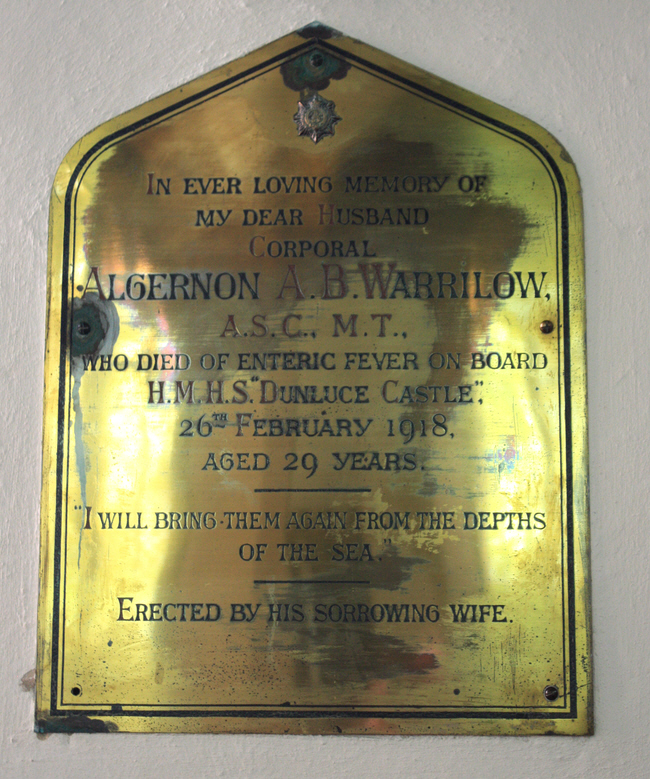 In ever loving memory of
my dear Husband
Corporal
Algernon A.B.Warrilow,
A.S.C., M.T.,
who died of enteric fever on board
H.M.H.S."Dunluce Castle",
26th February 1918,
aged 29 years.
"I will bring them again from the depths
of the sea."
Erected by his sorrowing wife.